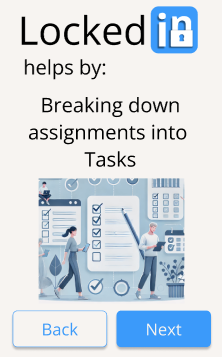 Locked in
helps by:
Breaking down
assignments into
Tasks
Back
Next